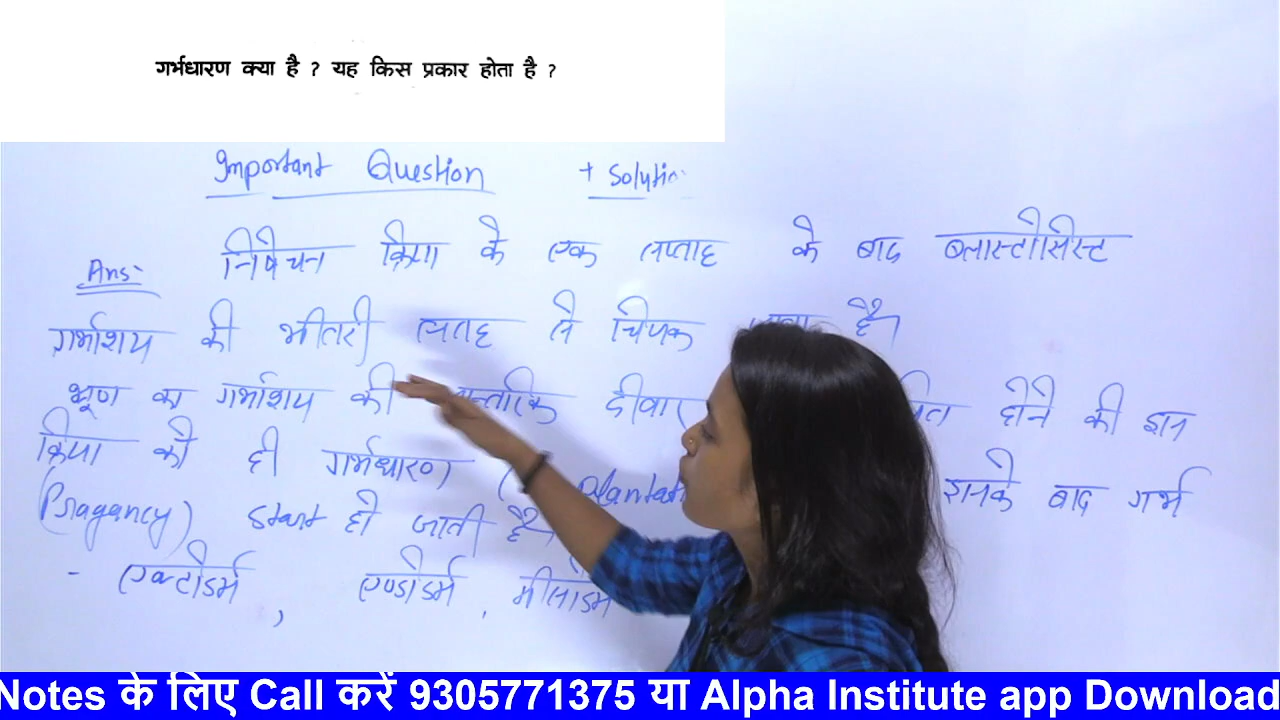 गर्भधारण क्या है ? यह किस प्रकार होता है ?
Important Question + Solutio
Ans:- निषेचन क्रिया के एक सप्ताह के बाद ब्लास्टोसिस्ट
गर्भाशय की भीतरी सतह से चिपक है।
भ्रूण का गर्भाशय की दीवार होने की इस
क्रिया को ही गर्भधारण इसके बाद गर्भ
(Pragancy) start हो जाती है।
- एक्टोडर्म , एण्डोडर्म , मीसोडर्म
Notes के लिए Call करें 9305771375 या Alpha Institute app Download